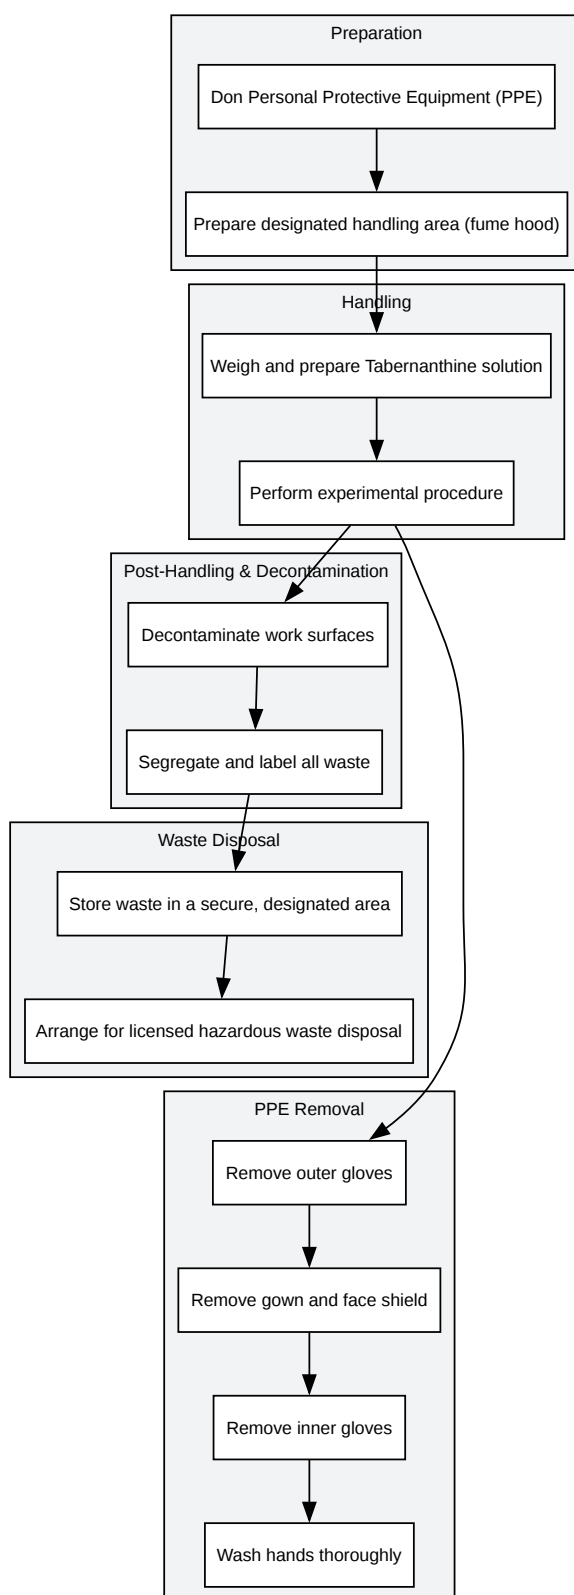 Preparation
Don Personal Protective Equipment (PPE)
Prepare designated handling area (fume hood)
Handling
Weigh and prepare Tabernanthine solution
Perform experimental procedure
Post-Handling & Decontamination
Decontaminate work surfaces
Segregate and label all waste
Waste Disposal
Store waste in a secure, designated area
Arrange for licensed hazardous waste disposal
PPE Removal
Remove outer gloves
Remove gown and face shield
Remove inner gloves
Wash hands thoroughly